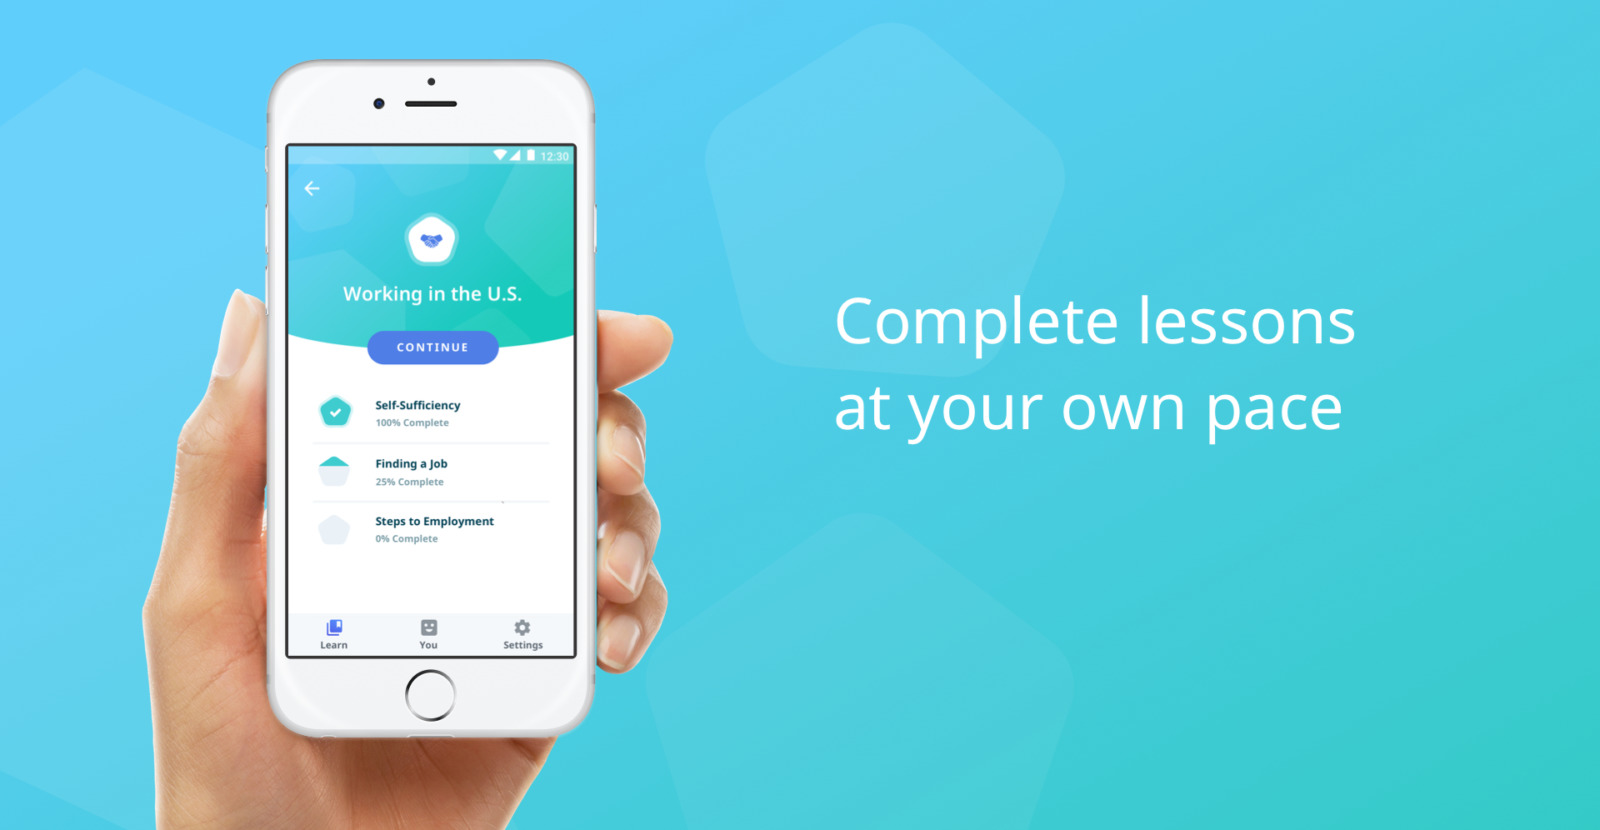 12:30
Working in the U.S.
CONTINUE
Self-Sufficiency
100% Complete
Finding a Job
25% Complete
Steps to Employment
0% Complete
Learn
You
Settings
Complete lessons
at your own pace